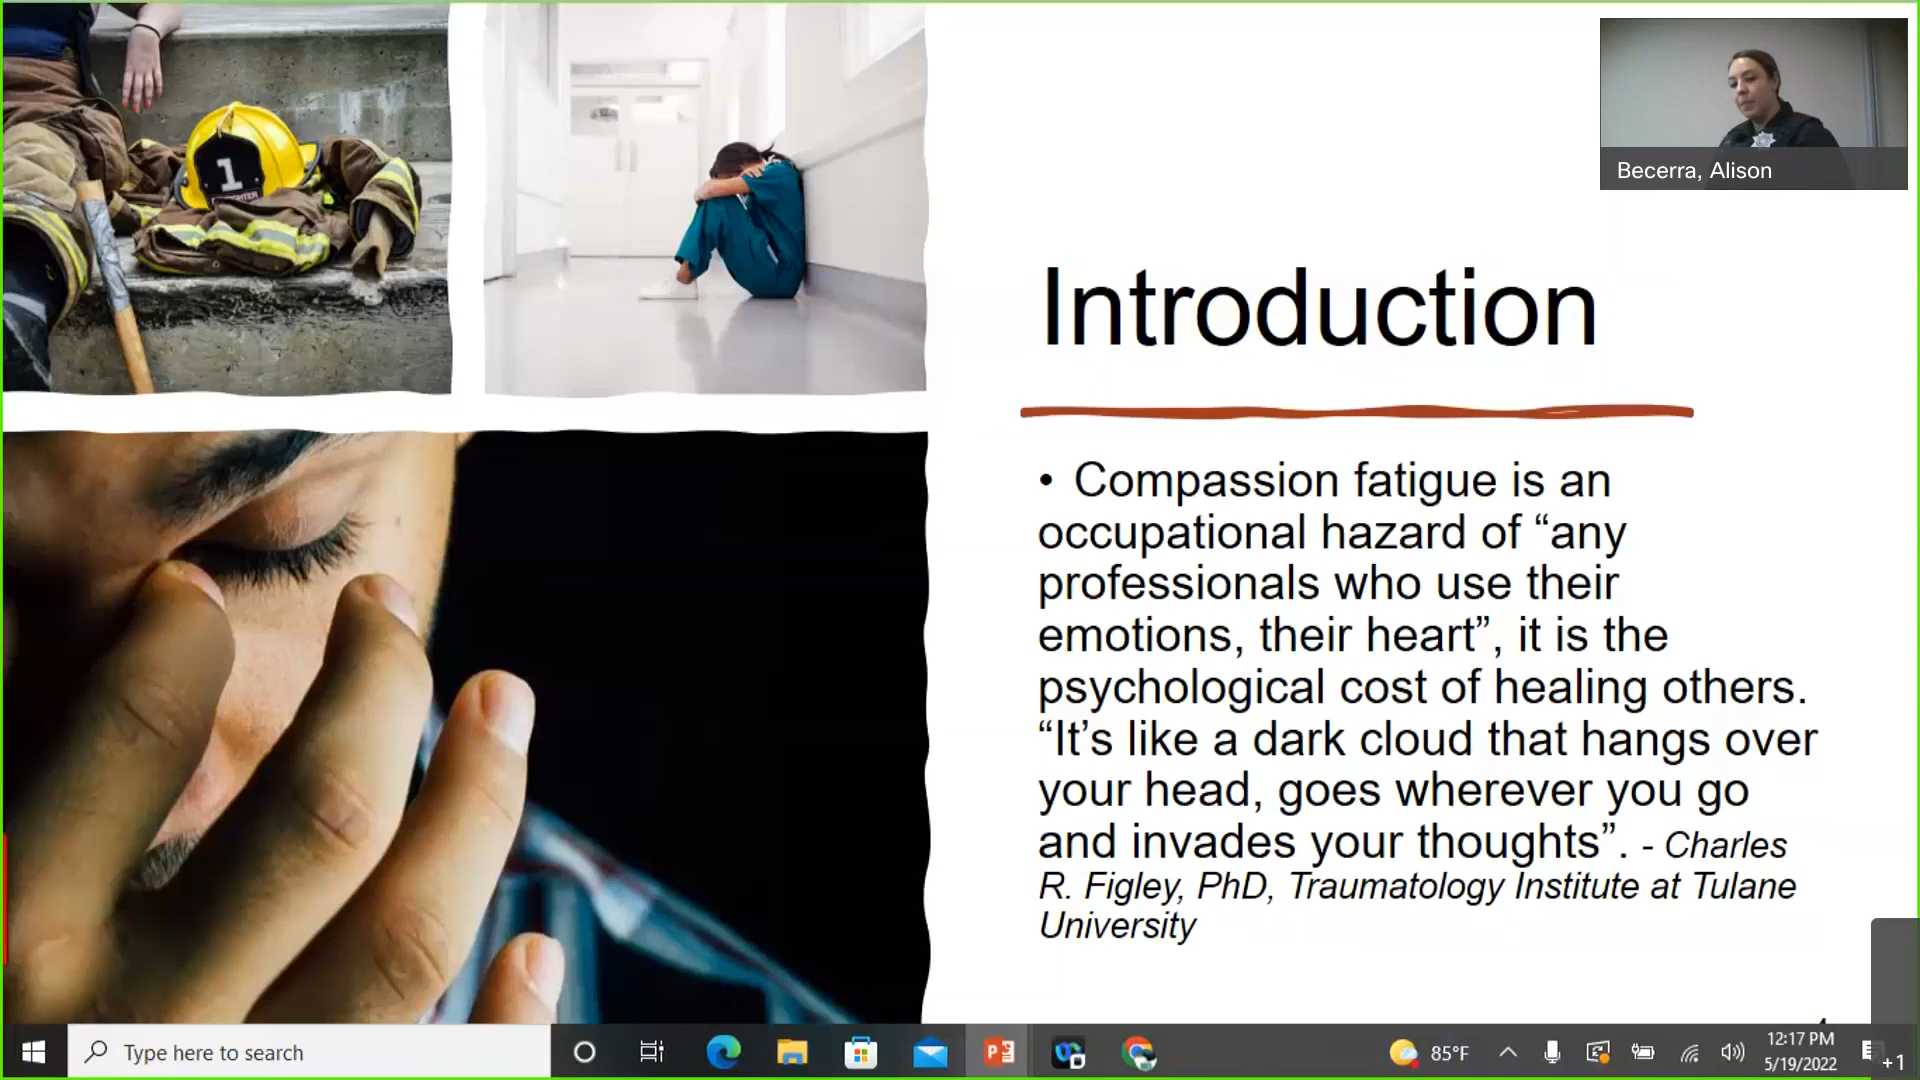 1
Becerra, Alison
Introduction
• Compassion fatigue is an
occupational hazard of “any
professionals who use their
emotions, their heart”, it is the
psychological cost of healing others.
“It’s like a dark cloud that hangs over
your head, goes wherever you go
and invades your thoughts”. - Charles
R. Figley, PhD, Traumatology Institute at Tulane
University
Type here to search
85°F
12:17 PM
5/19/2022
+1